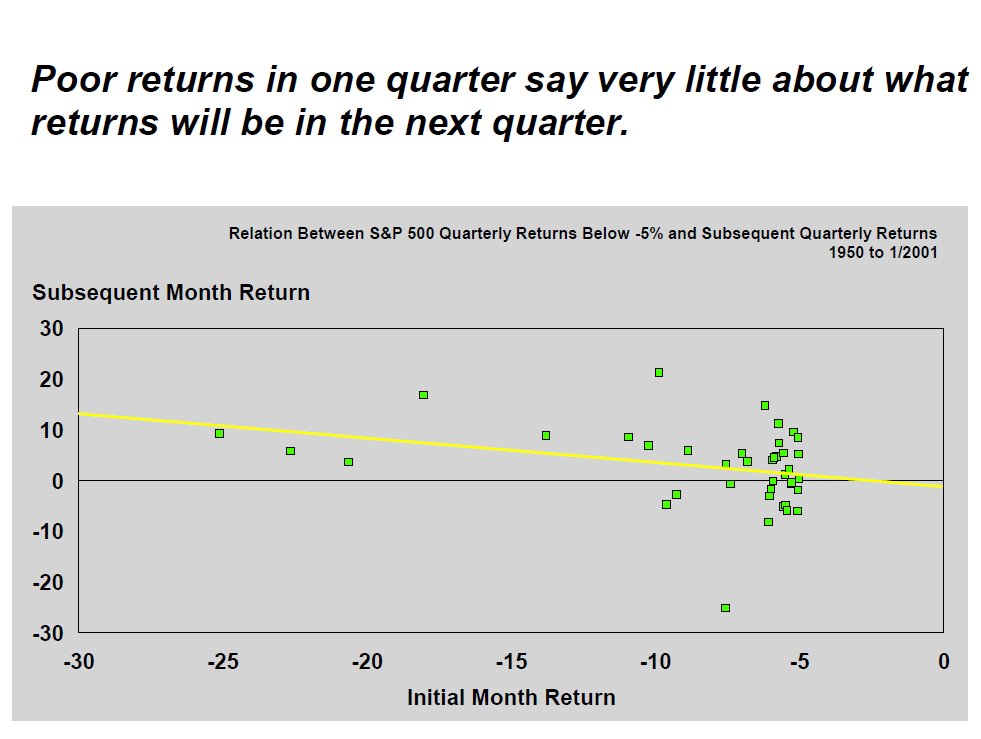 Poor returns in one quarter say very little about what
returns will be in the next quarter.
Relation Between S&P 500 Quarterly Returns Below -5% and Subsequent Quarterly Returns
1950 to 1/2001
Subsequent Month Return
30
20
10
0
-10
-20
-30
-30 -25 -20 -15 -10 -5 0
Initial Month Return